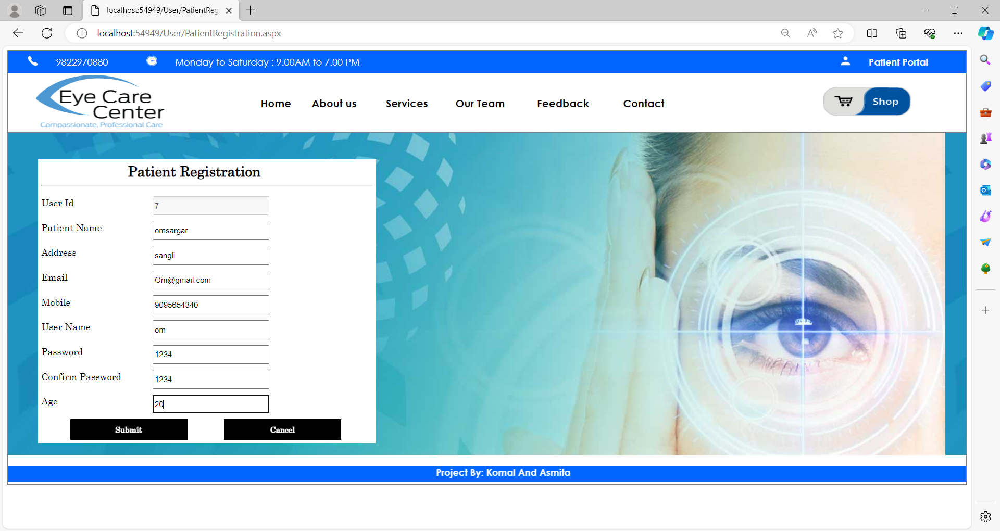 localhost:54949/User/PatientReg
localhost:54949/User/PatientRegistration.aspx
9822970880 Monday to Saturday : 9.00AM to 7.00 PM Patient Portal
Eye Care
Center
Compassionate, Professional Care
Home About us Services Our Team Feedback Contact
Shop
Patient Registration
User Id 7
Patient Name omsargar
Address sangli
Email Om@gmail.com
Mobile 9095654340
User Name om
Password 1234
Confirm Password 1234
Age 20
Submit Cancel
Project By: Komal And Asmita